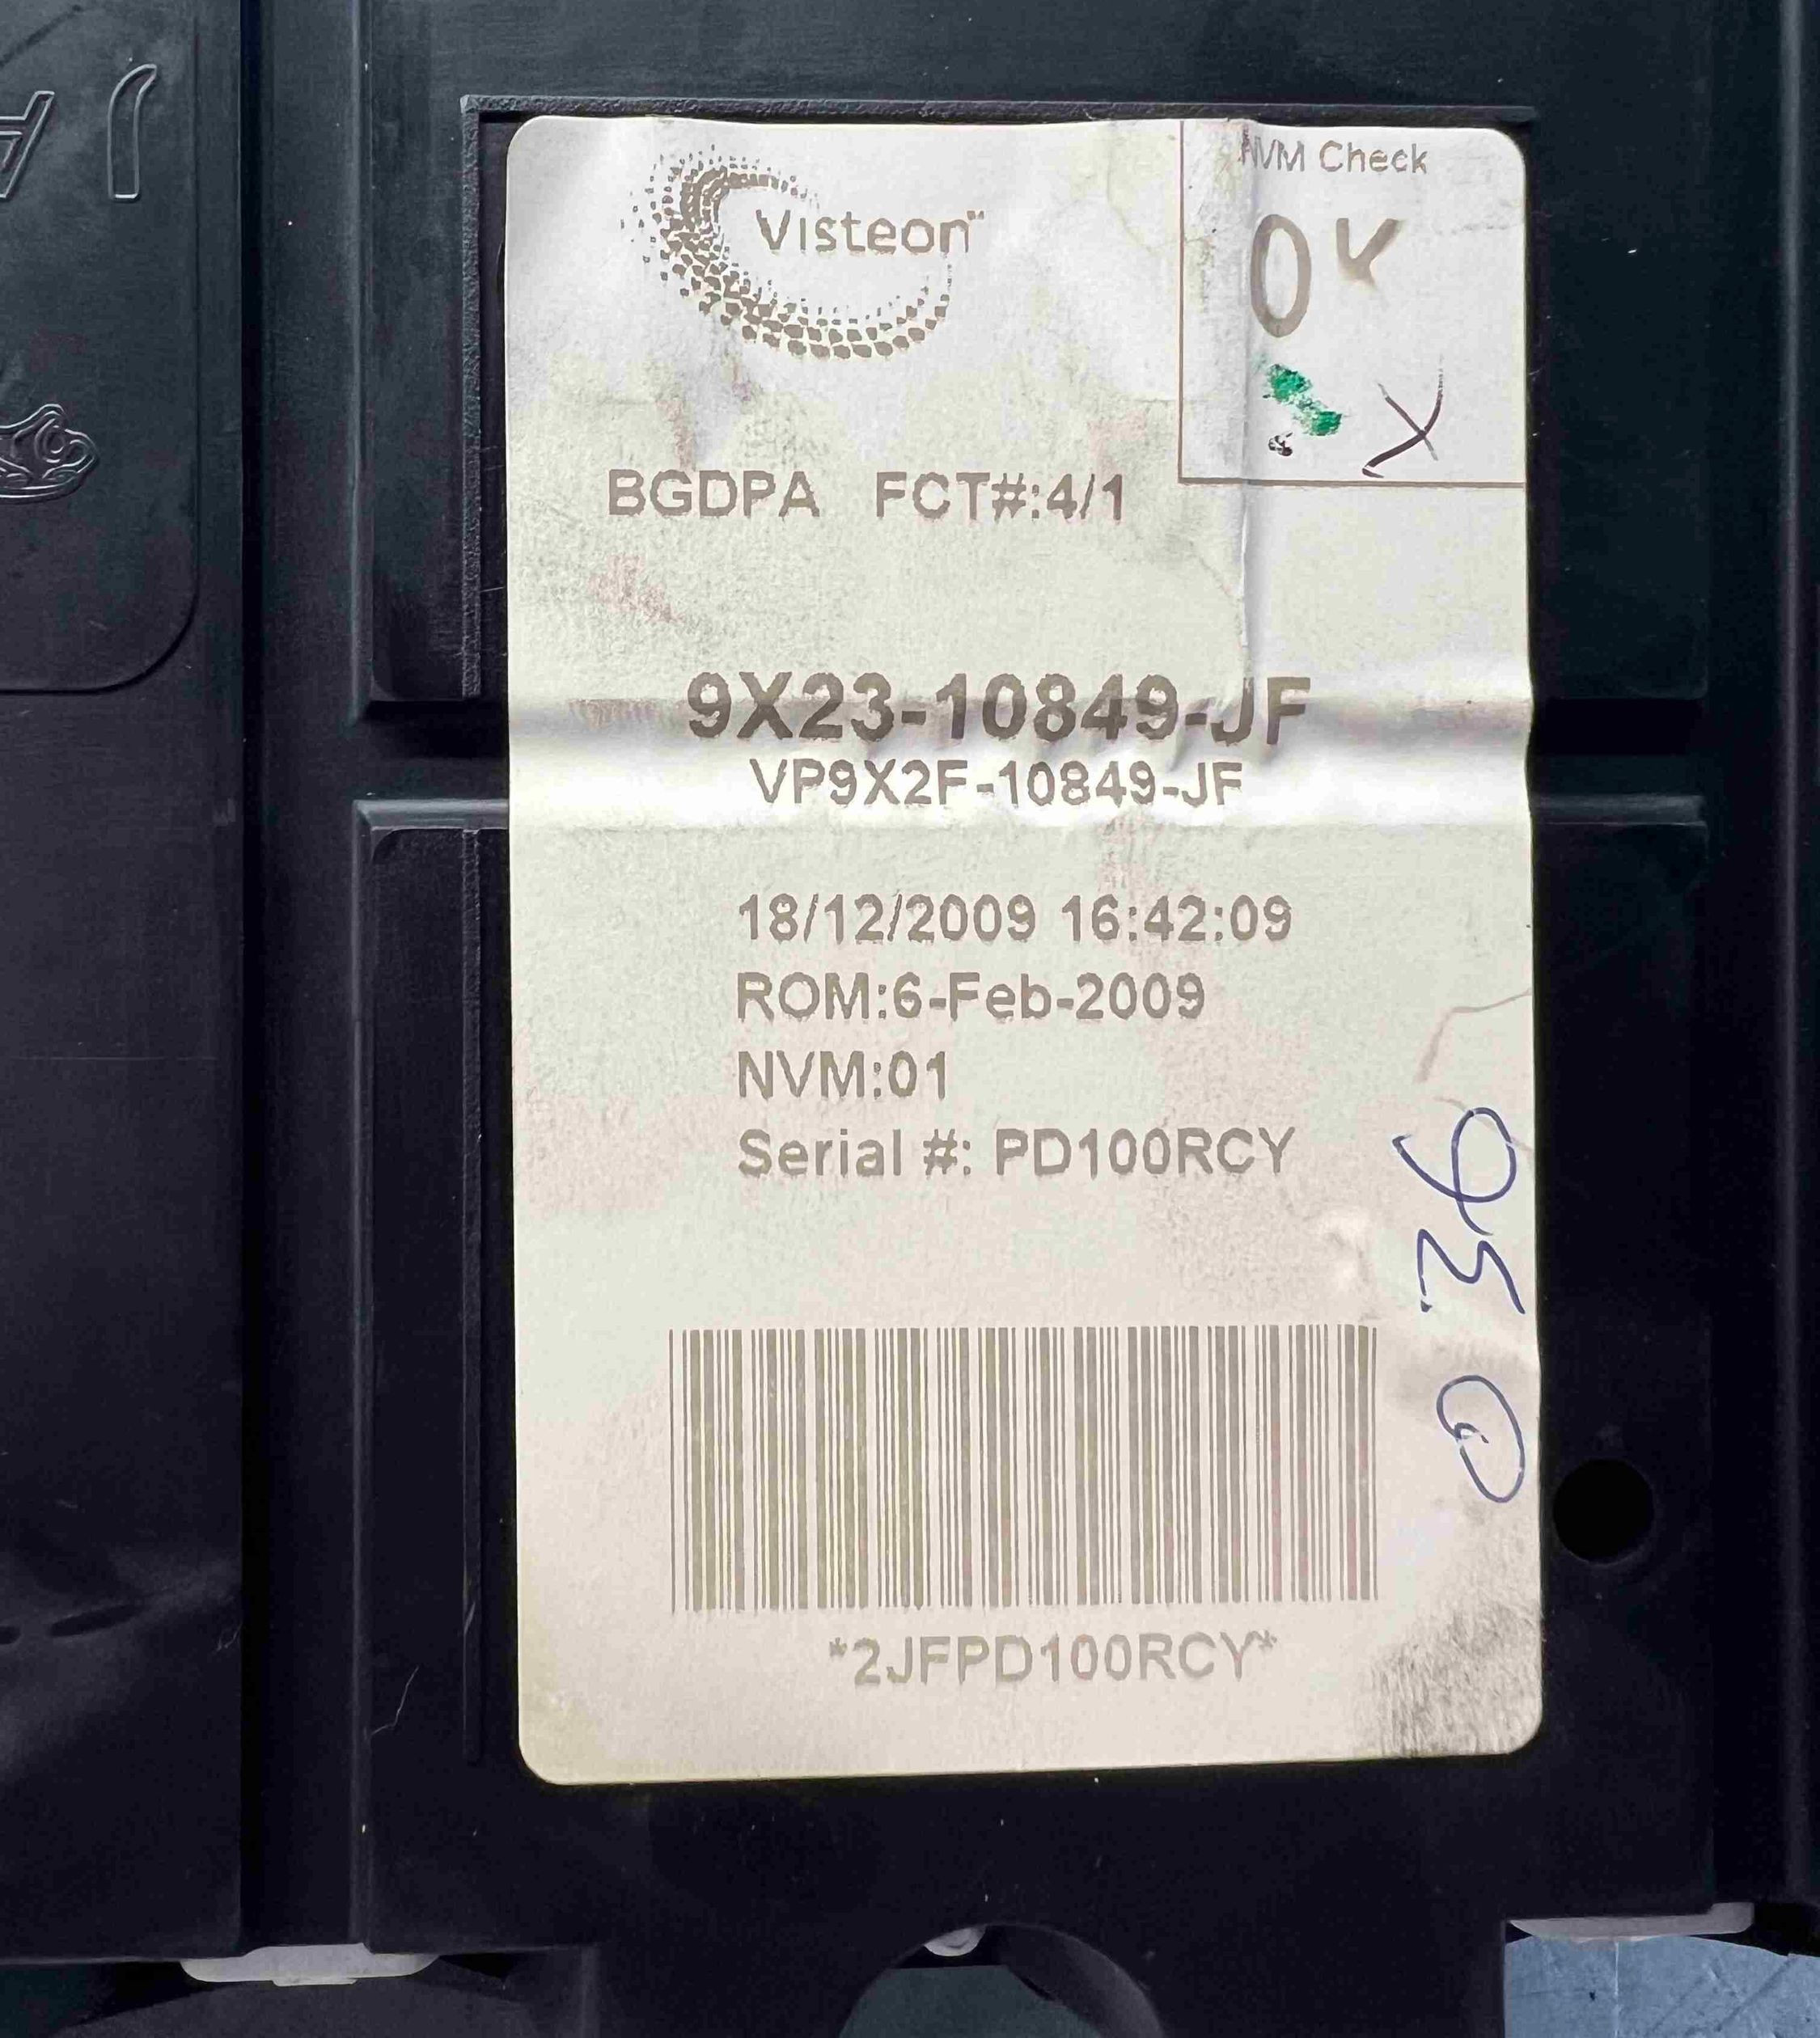 Visteon™
NVM Check
OK
X
BGDPA FCT#:4/1
9X23-10849-JF
VP9X2F-10849-JF
18/12/2009 16:42:09
ROM:6-Feb-2009
NVM:01
Serial #: PD100RCY
036
*2JFPD100RCY*